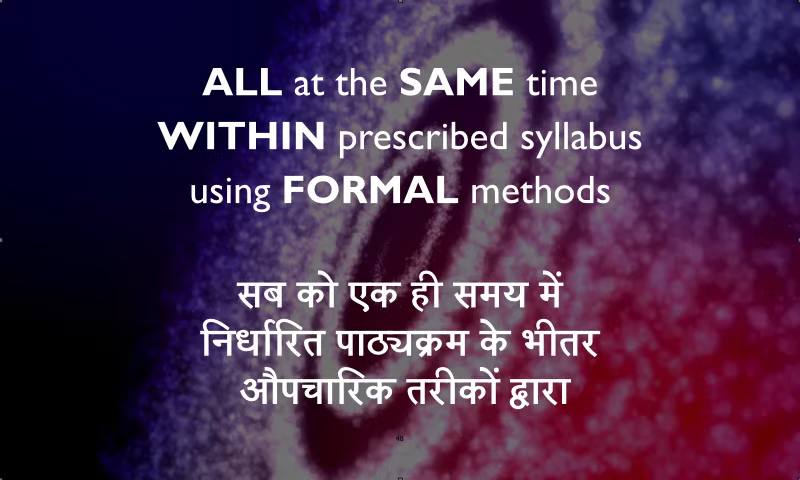 ALL at the SAME time
WITHIN prescribed syllabus
using FORMAL methods
सब को एक ही समय में
निर्धारित पाठ्यक्रम के भीतर
औपचारिक तरीकों द्वारा
48